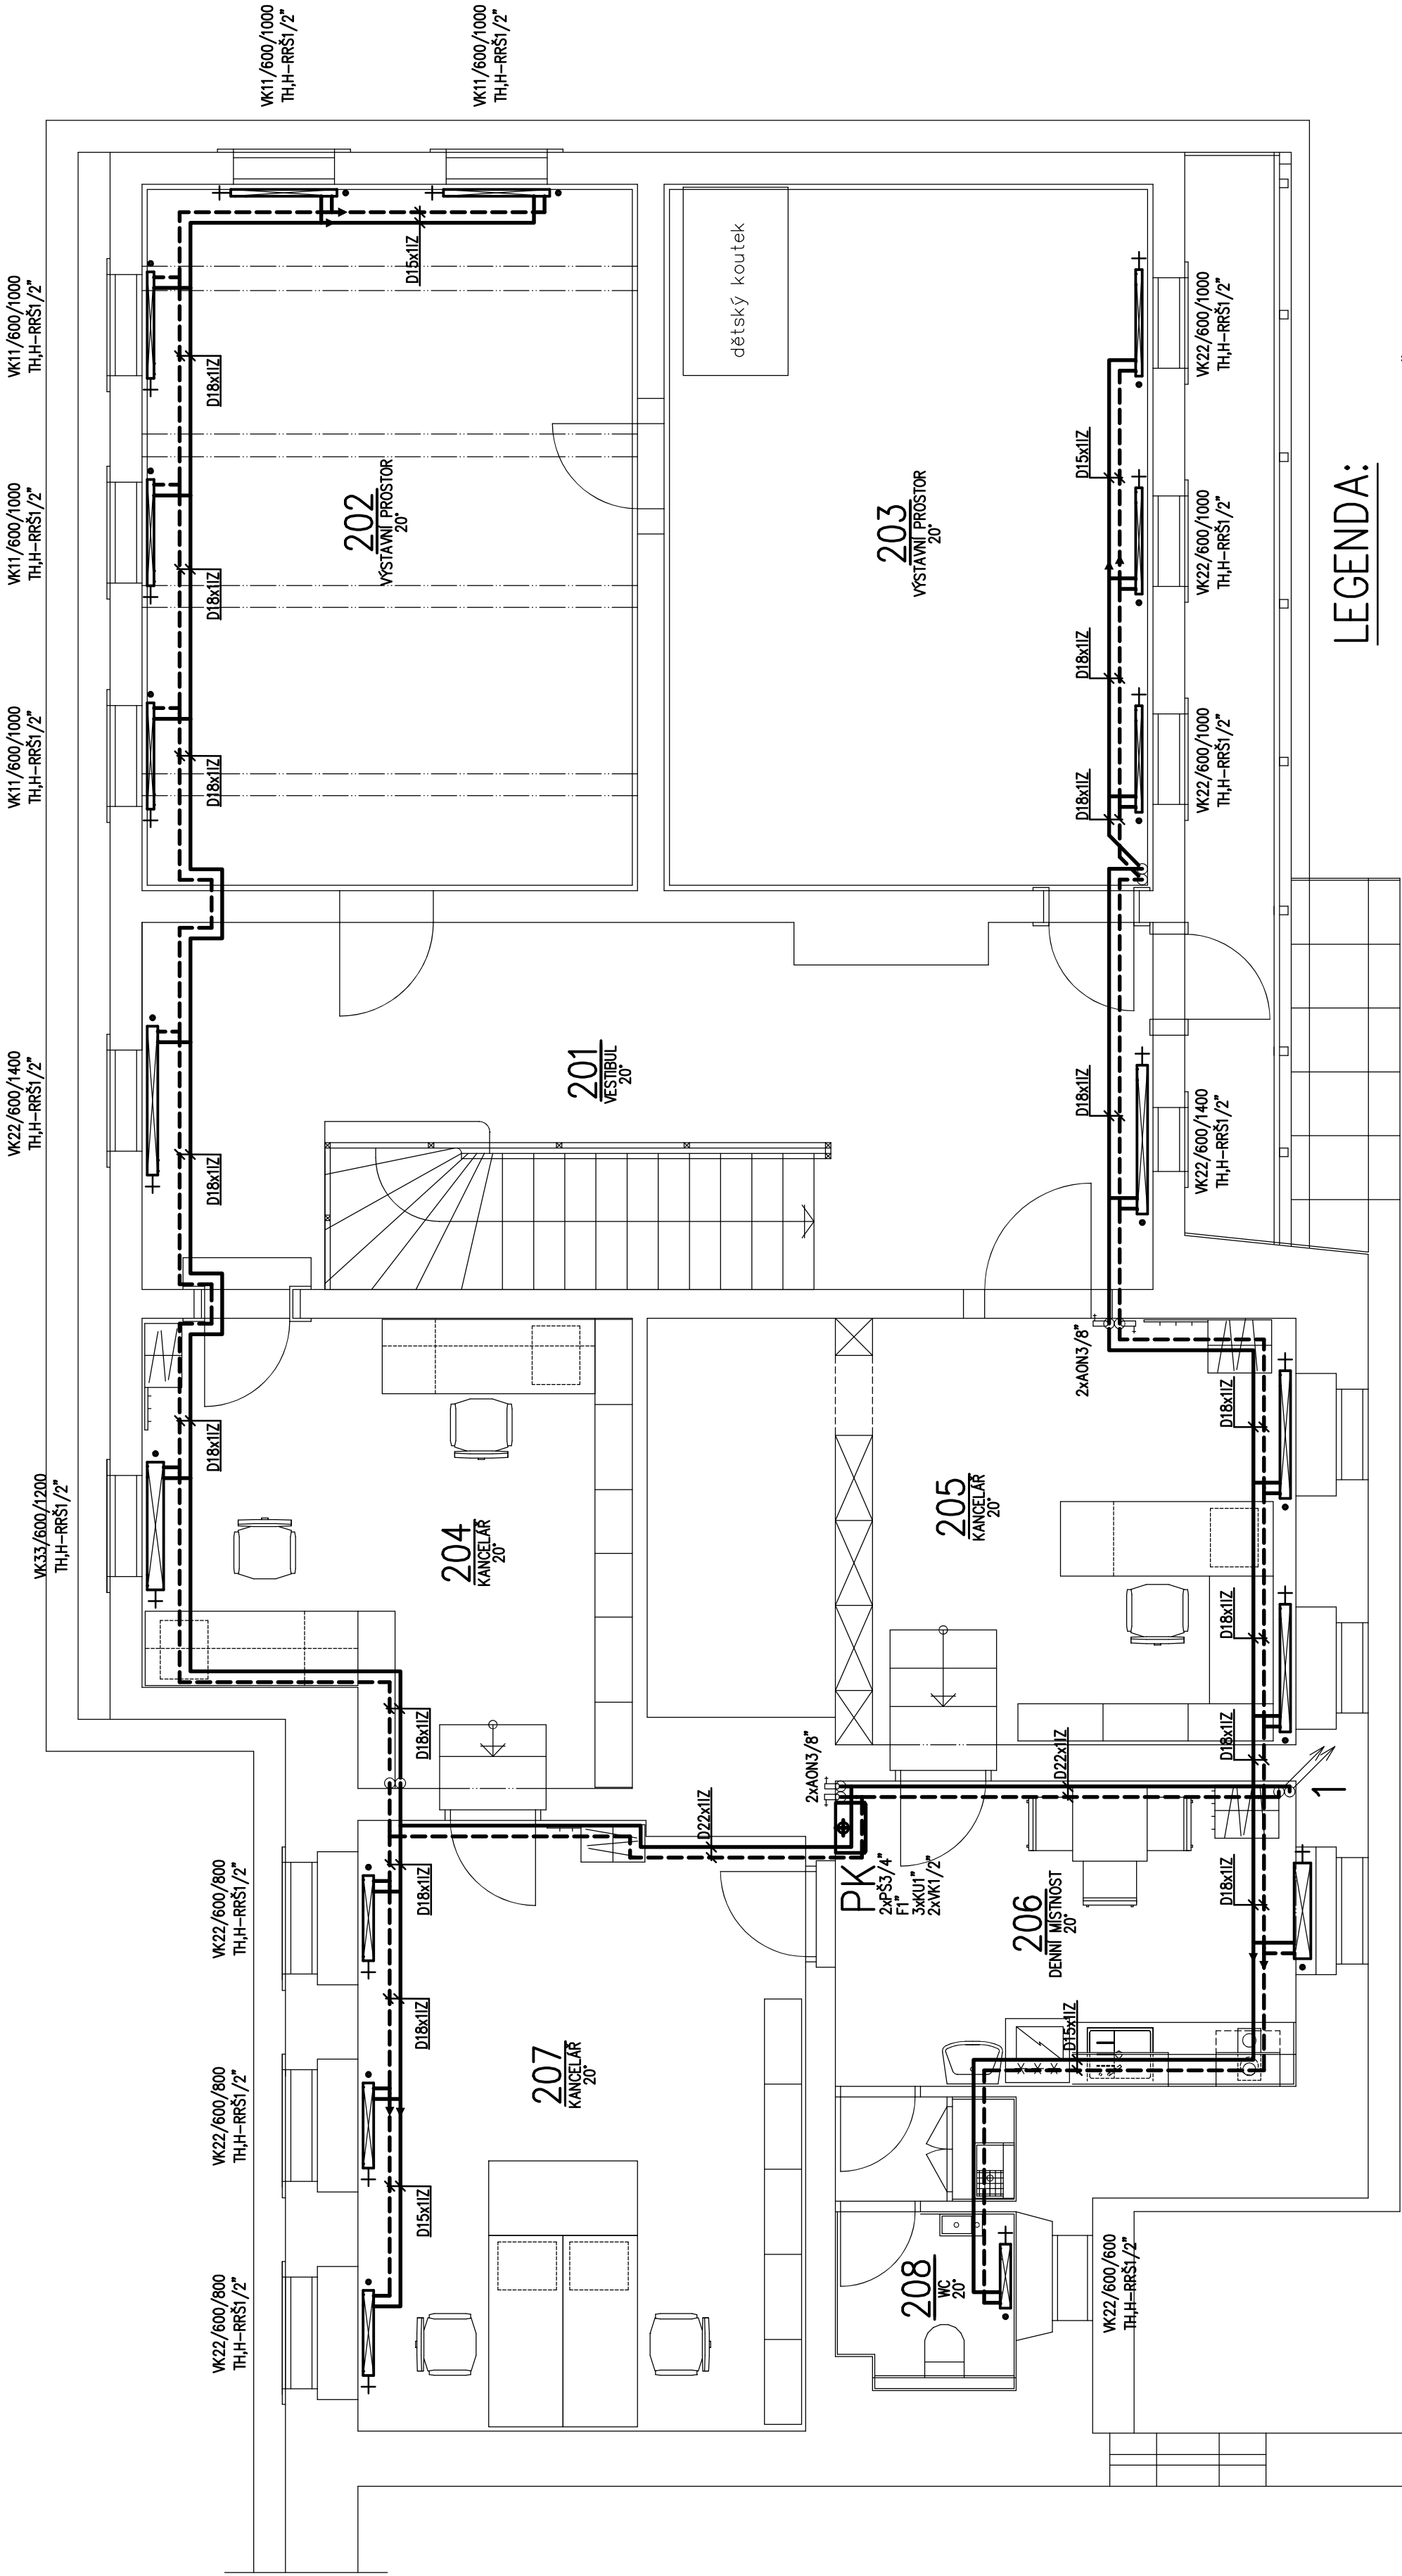 VK11/600/1000
TH,H-RRŠ1/2"
VK11/600/1000
TH,H-RRŠ1/2"
VK11/600/1000
TH,H-RRŠ1/2"
VK11/600/1000
TH,H-RRŠ1/2"
VK11/600/1000
TH,H-RRŠ1/2"
VK22/600/1400
TH,H-RRŠ1/2"
VK33/600/1200
TH,H-RRŠ1/2"
VK22/600/800
TH,H-RRŠ1/2"
VK22/600/800
TH,H-RRŠ1/2"
VK22/600/800
TH,H-RRŠ1/2"
D15x1IZ
D18x1IZ
D18x1IZ
D18x1IZ
D18x1IZ
D18x1IZ
D18x1IZ
D18x1IZ
D18x1IZ
D15x1IZ
202
VÝSTAVNÍ PROSTOR
20°
dětský koutek
203
VÝSTAVNÍ PROSTOR
20°
201
VESTIBUL
20°
204
KANCELÁŘ
20°
205
KANCELÁŘ
20°
207
KANCELÁŘ
20°
206
DENNÍ MÍSTNOST
20°
208
WC
20°
D22x1IZ
2xAON3/8"
PK
2xPŠ3/4"
F1"
3xKU1"
2xVK1/2"
D22x1IZ
D15x1IZ
D18x1IZ
D18x1IZ
D18x1IZ
2xAON3/8"
D18x1IZ
D18x1IZ
D18x1IZ
D18x1IZ
D15x1IZ
1
VK22/600/1000
TH,H-RRŠ1/2"
VK22/600/1000
TH,H-RRŠ1/2"
VK22/600/1000
TH,H-RRŠ1/2"
VK22/600/1400
TH,H-RRŠ1/2"
VK22/600/600
TH,H-RRŠ1/2"
LEGENDA: